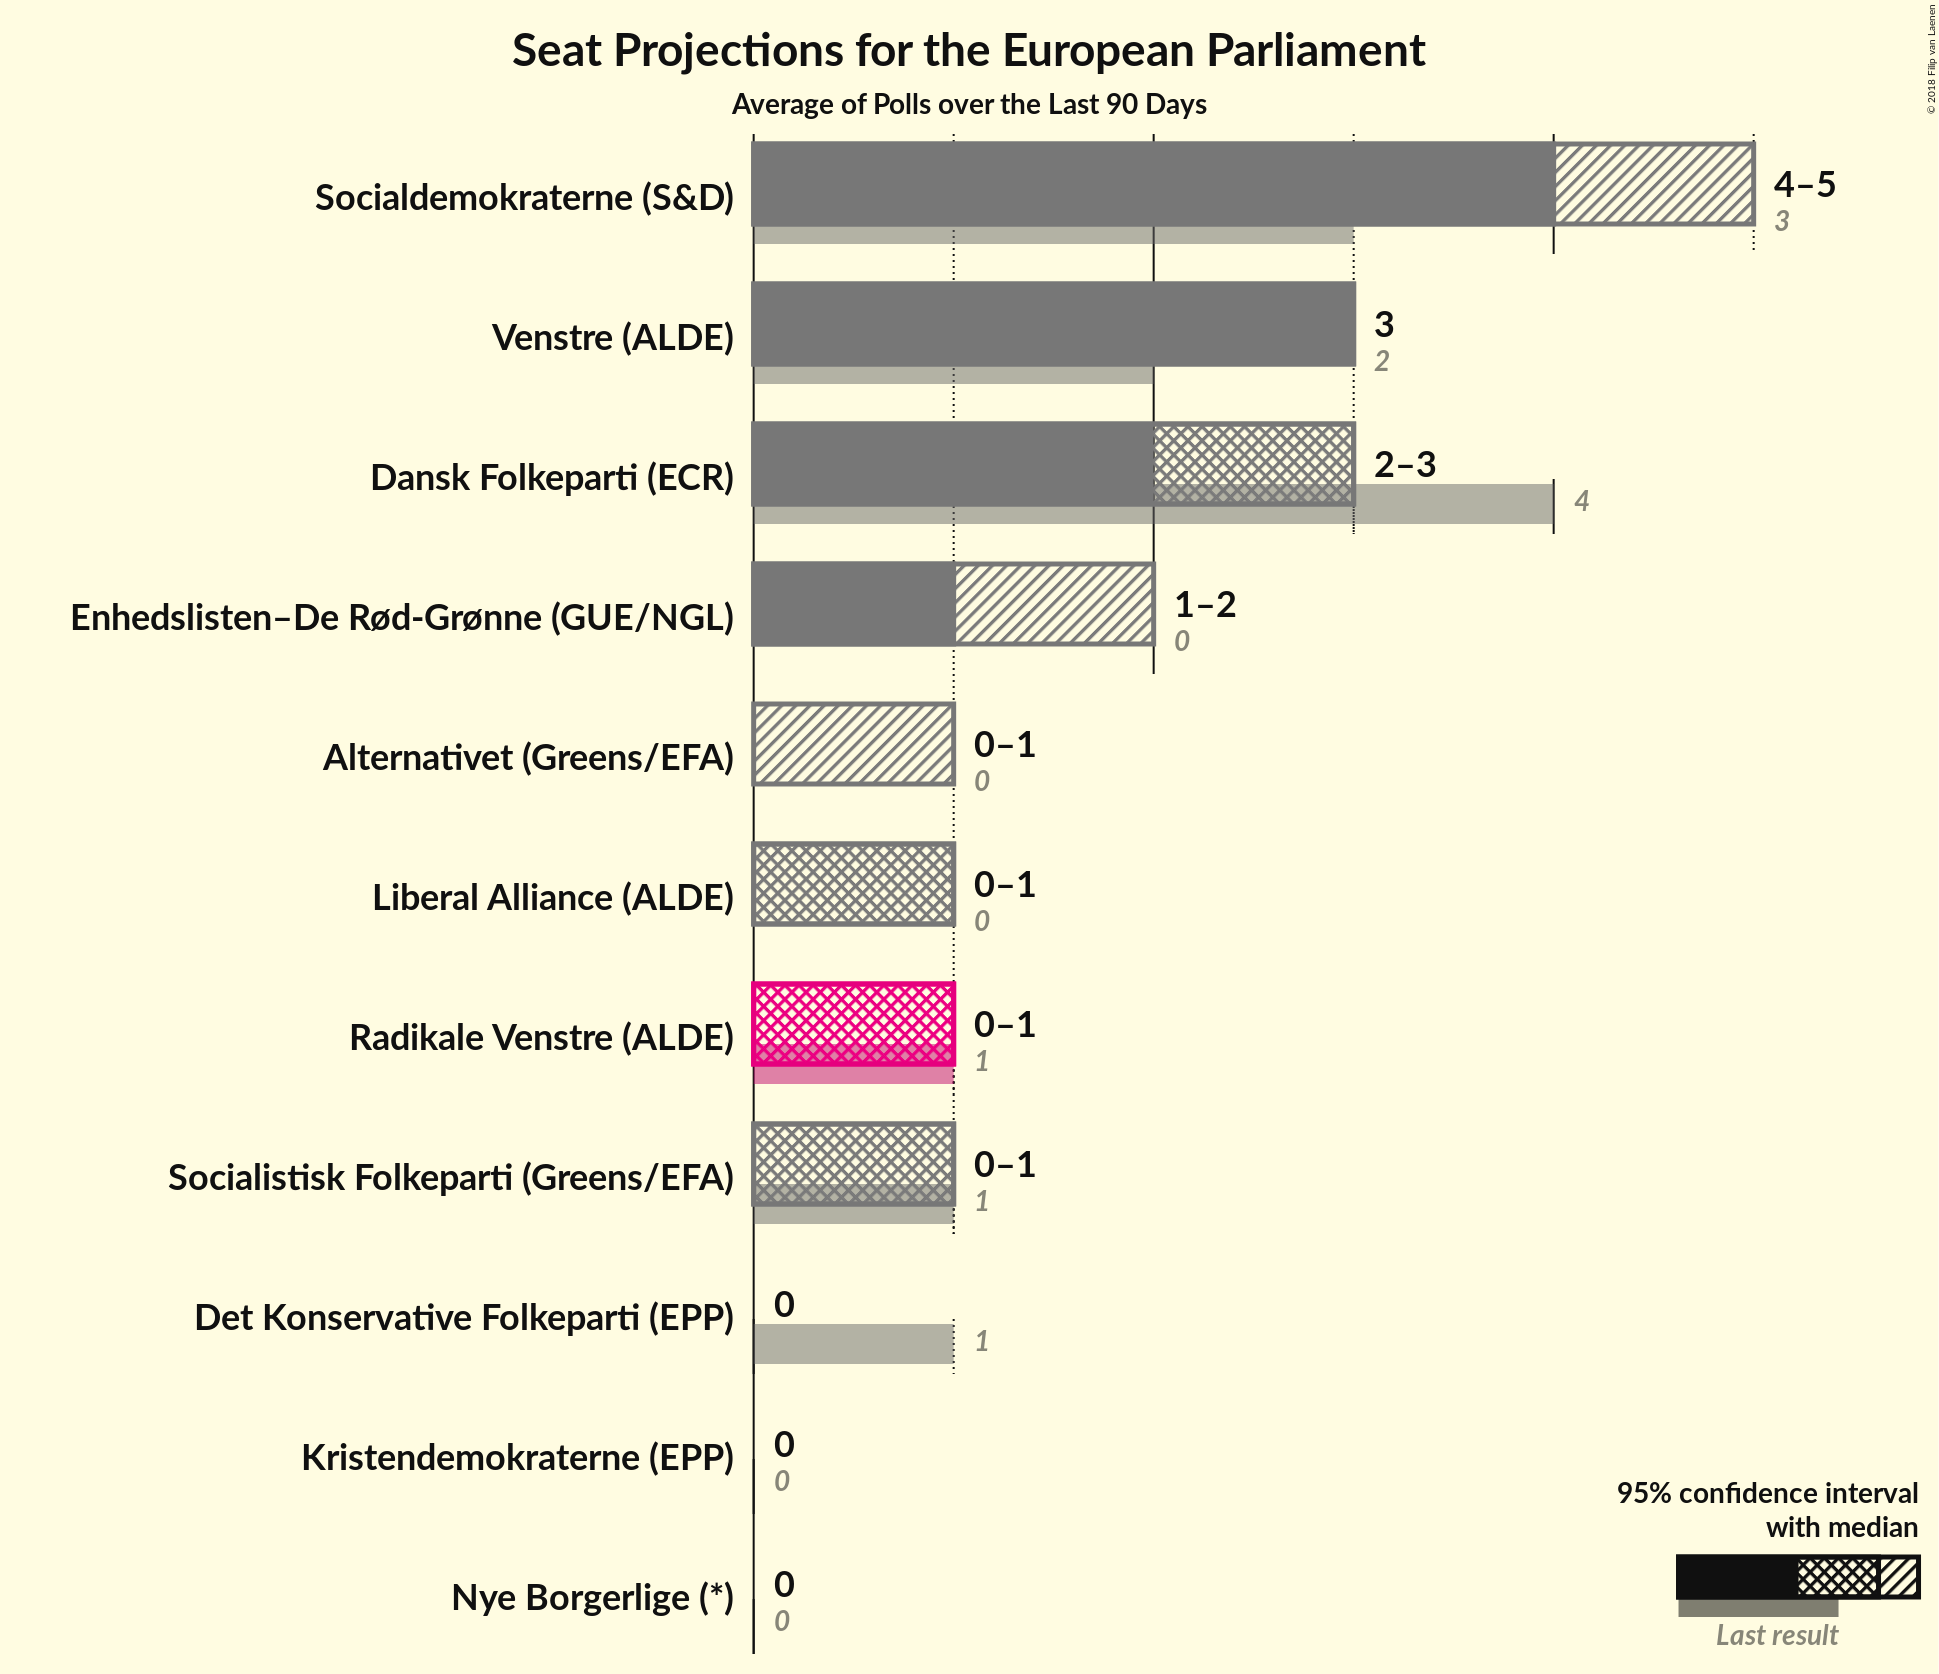 Seat Projections for the European Parliament
Average of Polls over the Last 90 Days
© 2018 Filip van Laenen
Socialdemokraterne (S&D)
4–5
3
Venstre (ALDE)
3
2
Dansk Folkeparti (ECR)
2–3
4
Enhedslisten–De Rød-Grønne (GUE/NGL)
1–2
0
Alternativet (Greens/EFA)
0–1
0
Liberal Alliance (ALDE)
0–1
0
Radikale Venstre (ALDE)
0–1
1
Socialistisk Folkeparti (Greens/EFA)
0–1
1
Det Konservative Folkeparti (EPP)
0
1
Kristendemokraterne (EPP)
0
0
Nye Borgerlige (*)
0
0
95% confidence interval
with median
Last result